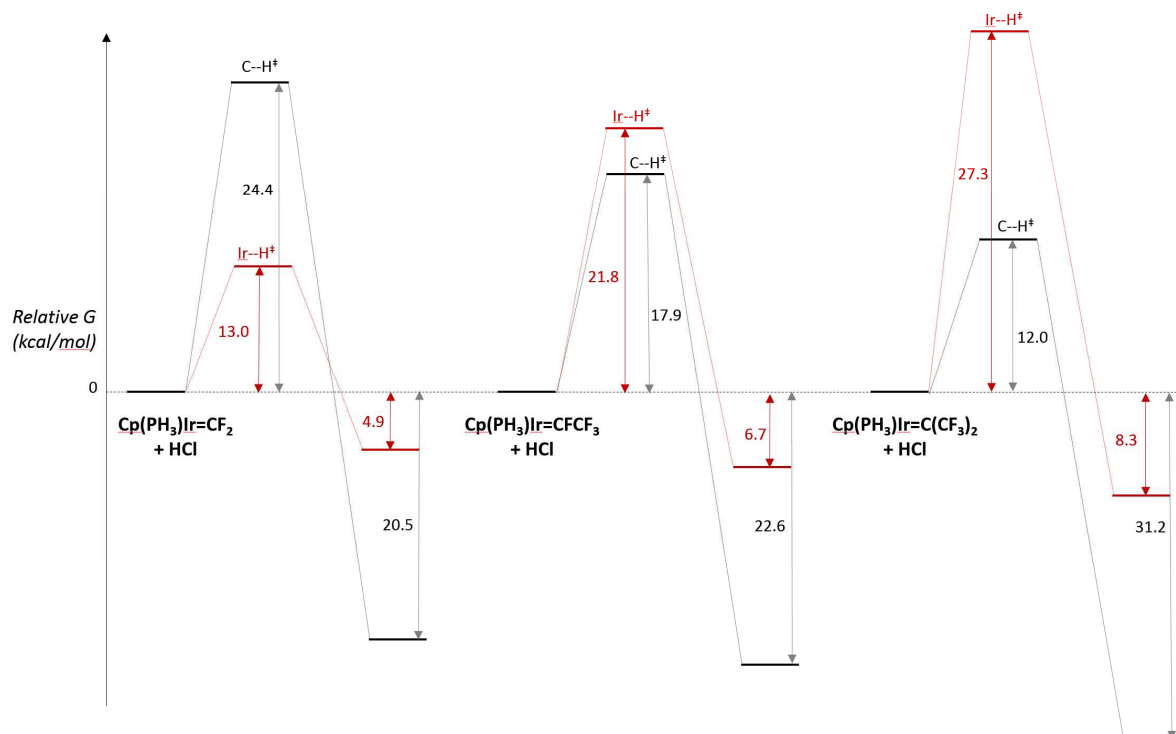 Ir--H‡
C--H‡
Ir--H‡
C--H‡
27.3
24.4
C--H‡
Ir--H‡
21.8
17.9
Relative G
(kcal/mol)
13.0
12.0
0
Cp(PH₃)Ir=CF₂
+ HCl
4.9
Cp(PH₃)Ir=CFCF₃
+ HCl
6.7
Cp(PH₃)Ir=C(CF₃)₂
+ HCl
8.3
20.5
22.6
31.2